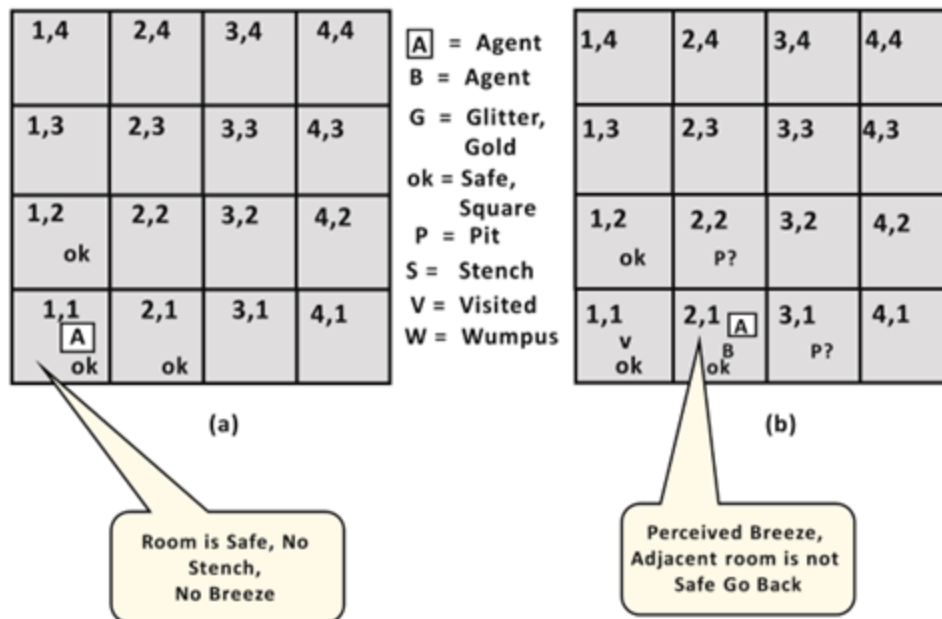 1,4 2,4 3,4 4,4
1,3 2,3 3,3 4,3
1,2 2,2 3,2 4,2
ok
1,1 2,1 3,1 4,1
A
ok ok
A = Agent
B = Agent
G = Glitter,
Gold
ok = Safe,
Square
P = Pit
S = Stench
V = Visited
W = Wumpus
1,4 2,4 3,4 4,4
1,3 2,3 3,3 4,3
1,2 2,2 3,2 4,2
ok P?
1,1 2,1 A 3,1 4,1
v B P?
ok ok
(a)
(b)
Room is Safe, No
Stench,
No Breeze
Perceived Breeze,
Adjacent room is not
Safe Go Back